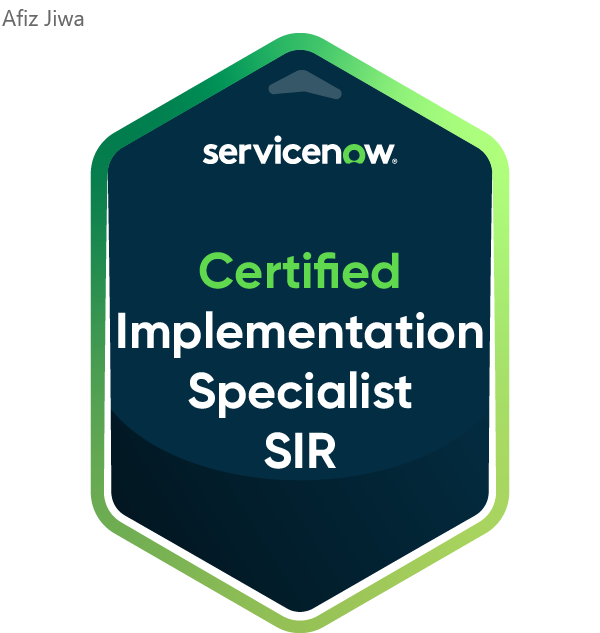 Afiz Jiwa
servicenow®
Certified
Implementation
Specialist
SIR